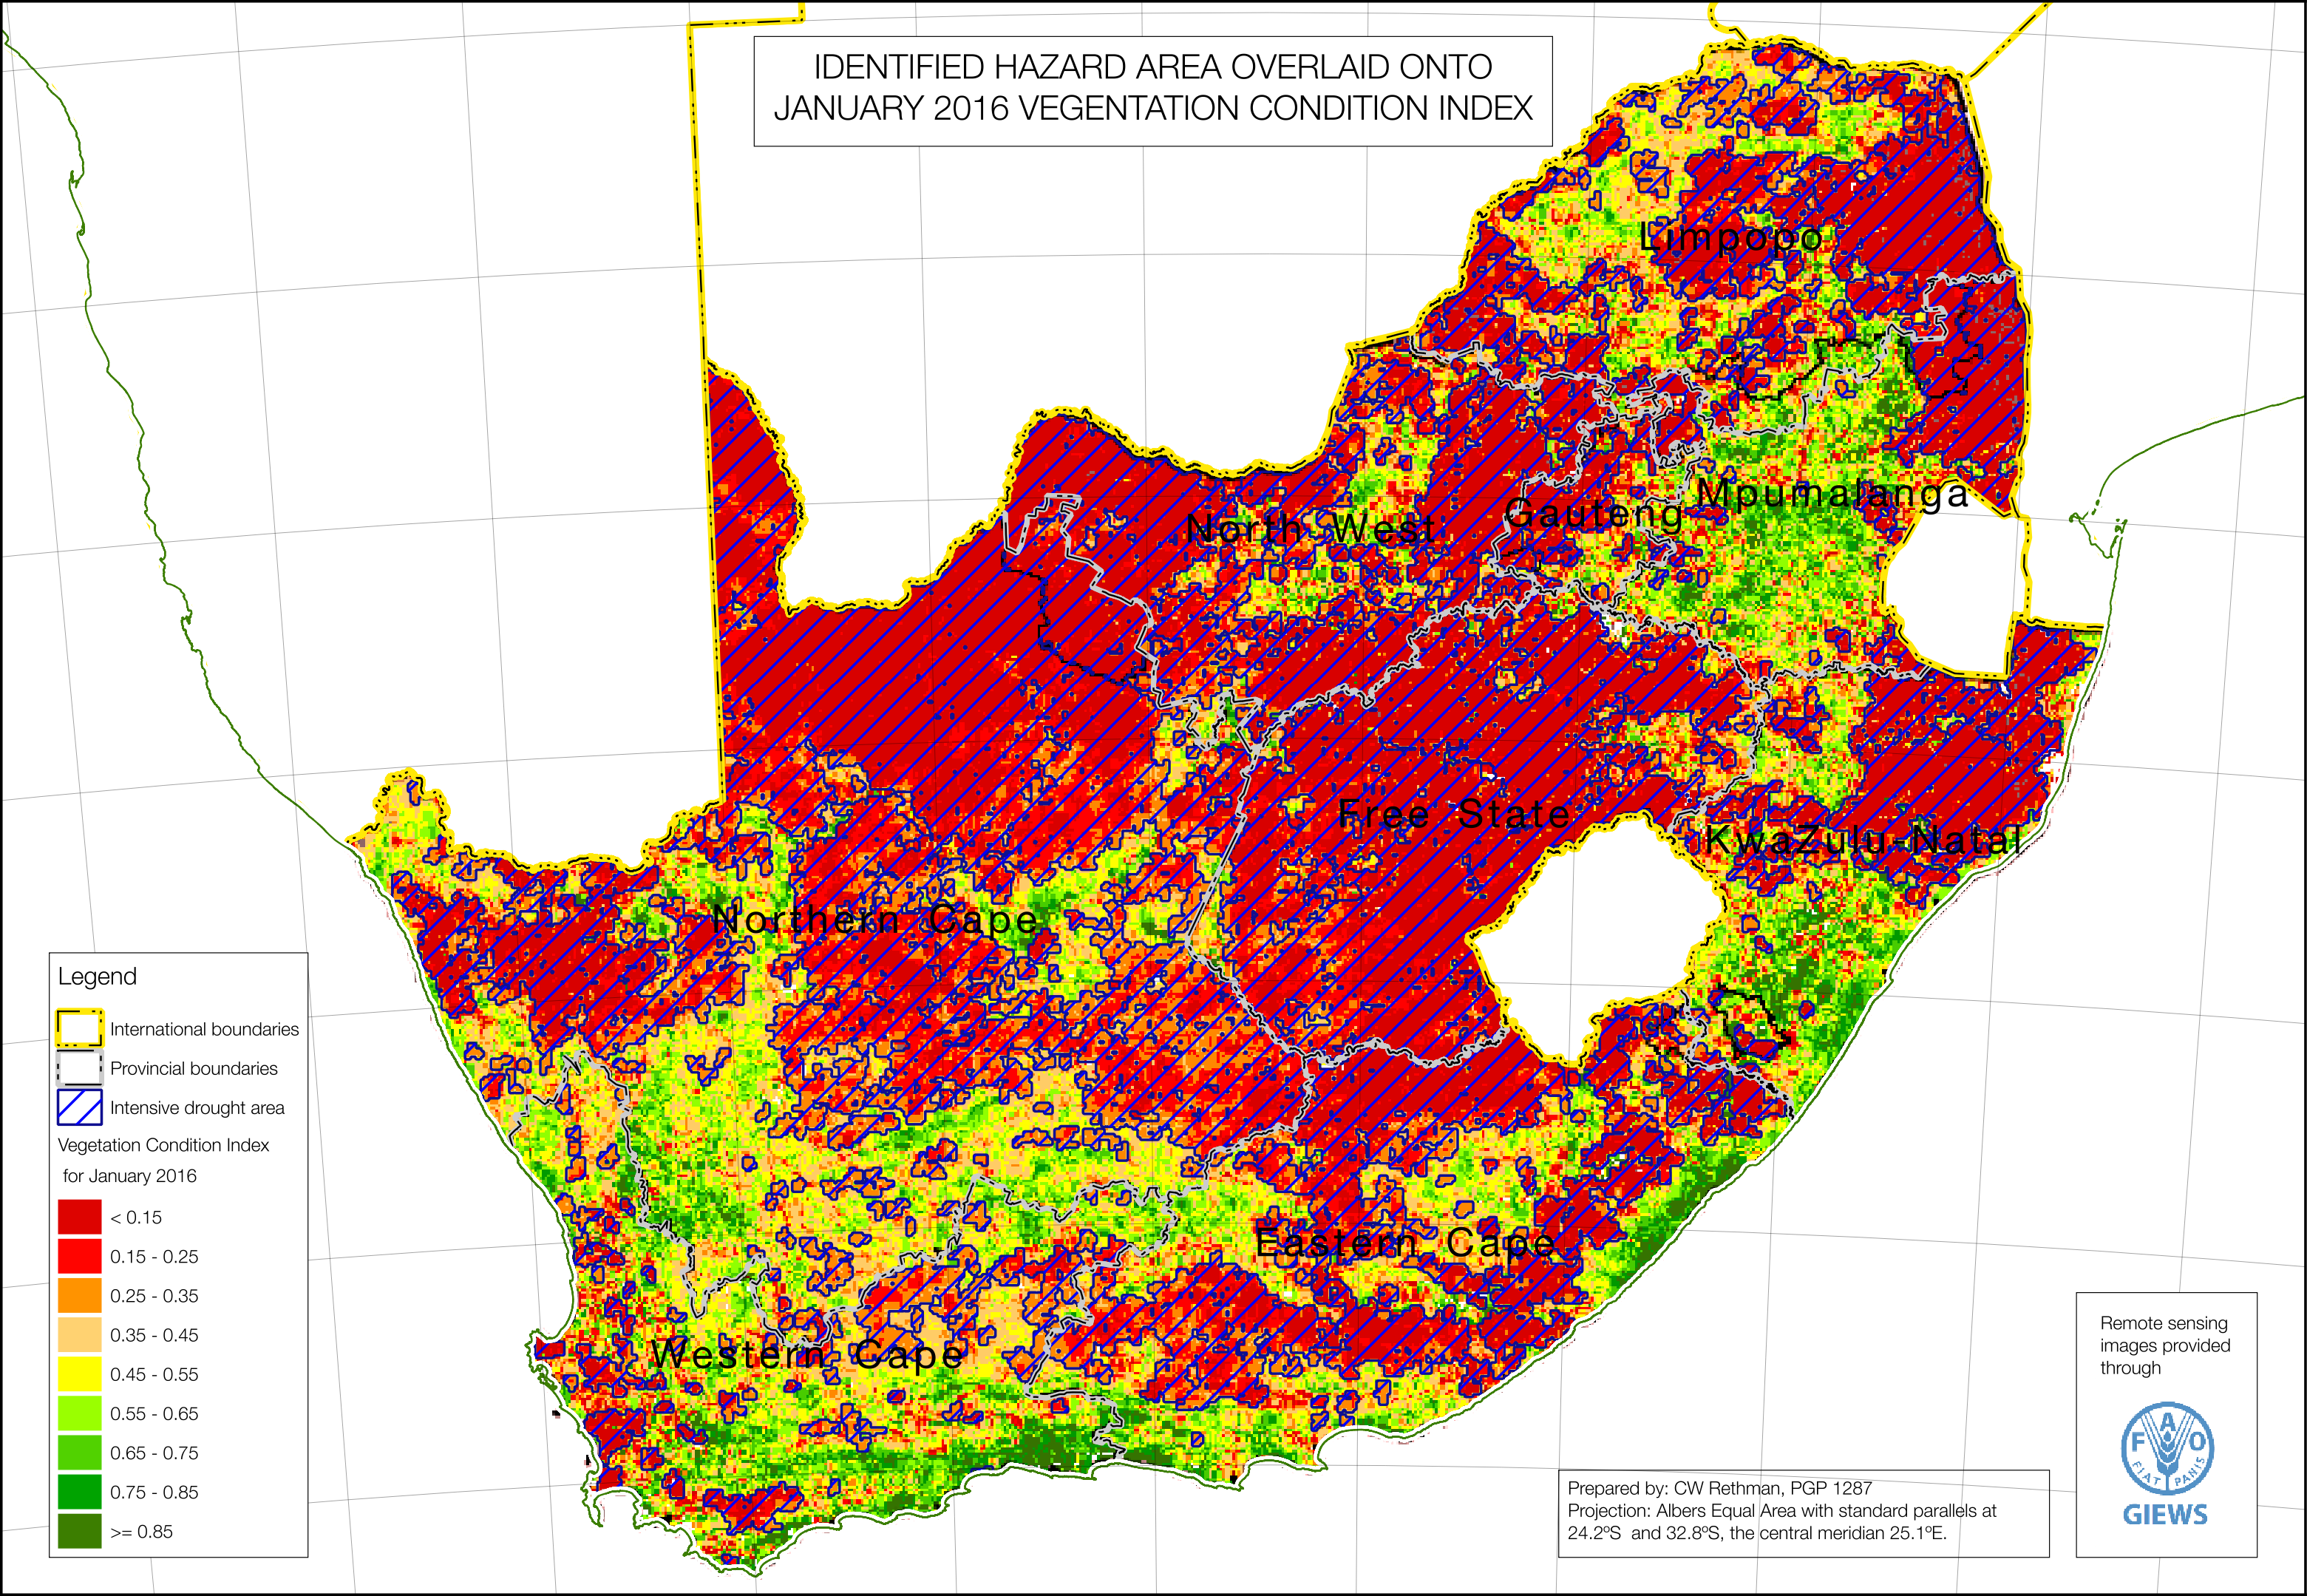 IDENTIFIED HAZARD AREA OVERLAID ONTO
JANUARY 2016 VEGENTATION CONDITION INDEX
Limpopo
Mpumalanga
Gauteng
North West
Free State
KwaZulu-Natal
Northern Cape
Eastern Cape
Western Cape
Legend
International boundaries
Provincial boundaries
Intensive drought area
Vegetation Condition Index
for January 2016
< 0.15
0.15 - 0.25
0.25 - 0.35
0.35 - 0.45
0.45 - 0.55
0.55 - 0.65
0.65 - 0.75
0.75 - 0.85
>= 0.85
Prepared by: CW Rethman, PGP 1287
Projection: Albers Equal Area with standard parallels at
24.2ºS and 32.8ºS, the central meridian 25.1ºE.
Remote sensing
images provided
through
F A O
FIAT PANIS
GIEWS